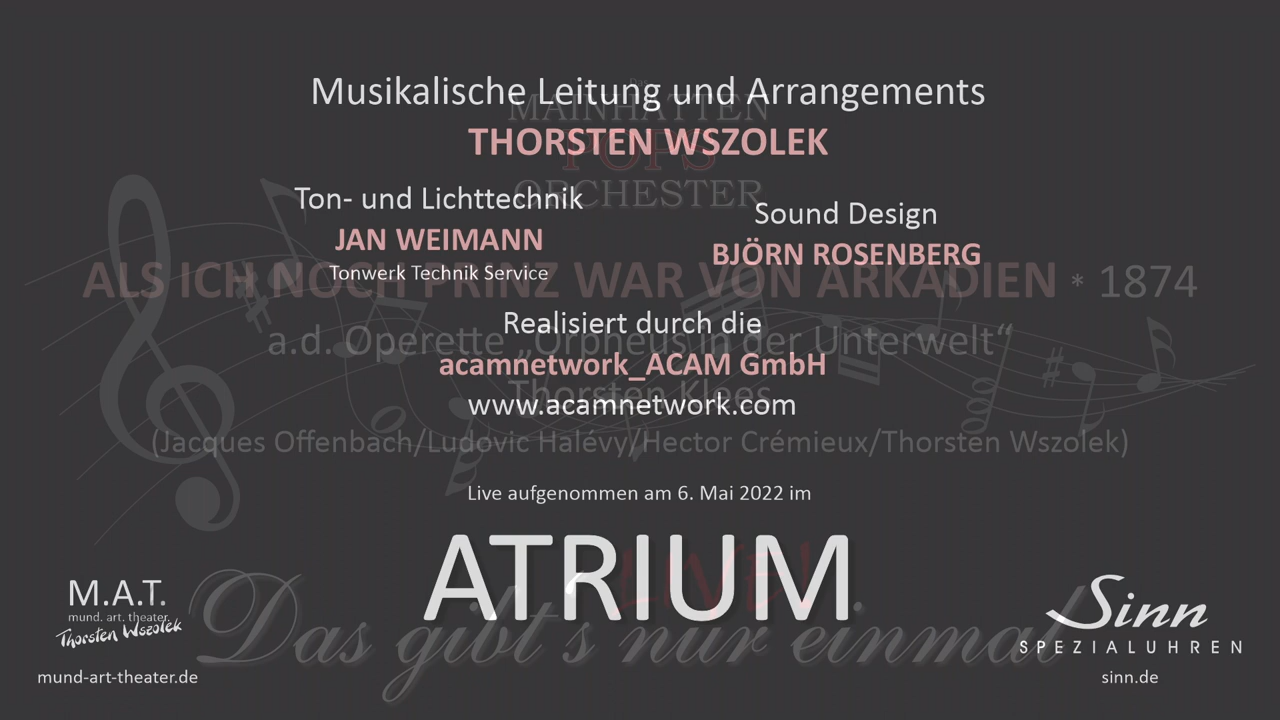 Musikalische Leitung und Arrangements
Das
MAINHATTEN
THORSTEN WSZOLEK
POPS
ORCHESTER
Ton- und Lichttechnik
JAN WEIMANN
Tonwerk Technik Service
Sound Design
BJÖRN ROSENBERG
ALS ICH NOCH PRINZ WAR VON ARKADIEN * 1874
Realisiert durch die
a.d. Operette „Orpheus in der Unterwelt“
acamnetwork_ACAM GmbH
Thorsten Klees
www.acamnetwork.com
(Jacques Offenbach/Ludovic Halévy/Hector Crémieux/Thorsten Wszolek)
Live aufgenommen am 6. Mai 2022 im
ATRIUM
LIVE!
Das gibt's nur einmal
M.A.T.
mund. art. theater.
Thorsten Wszolek
mund-art-theater.de
Sinn
SPEZIALUHREN
sinn.de